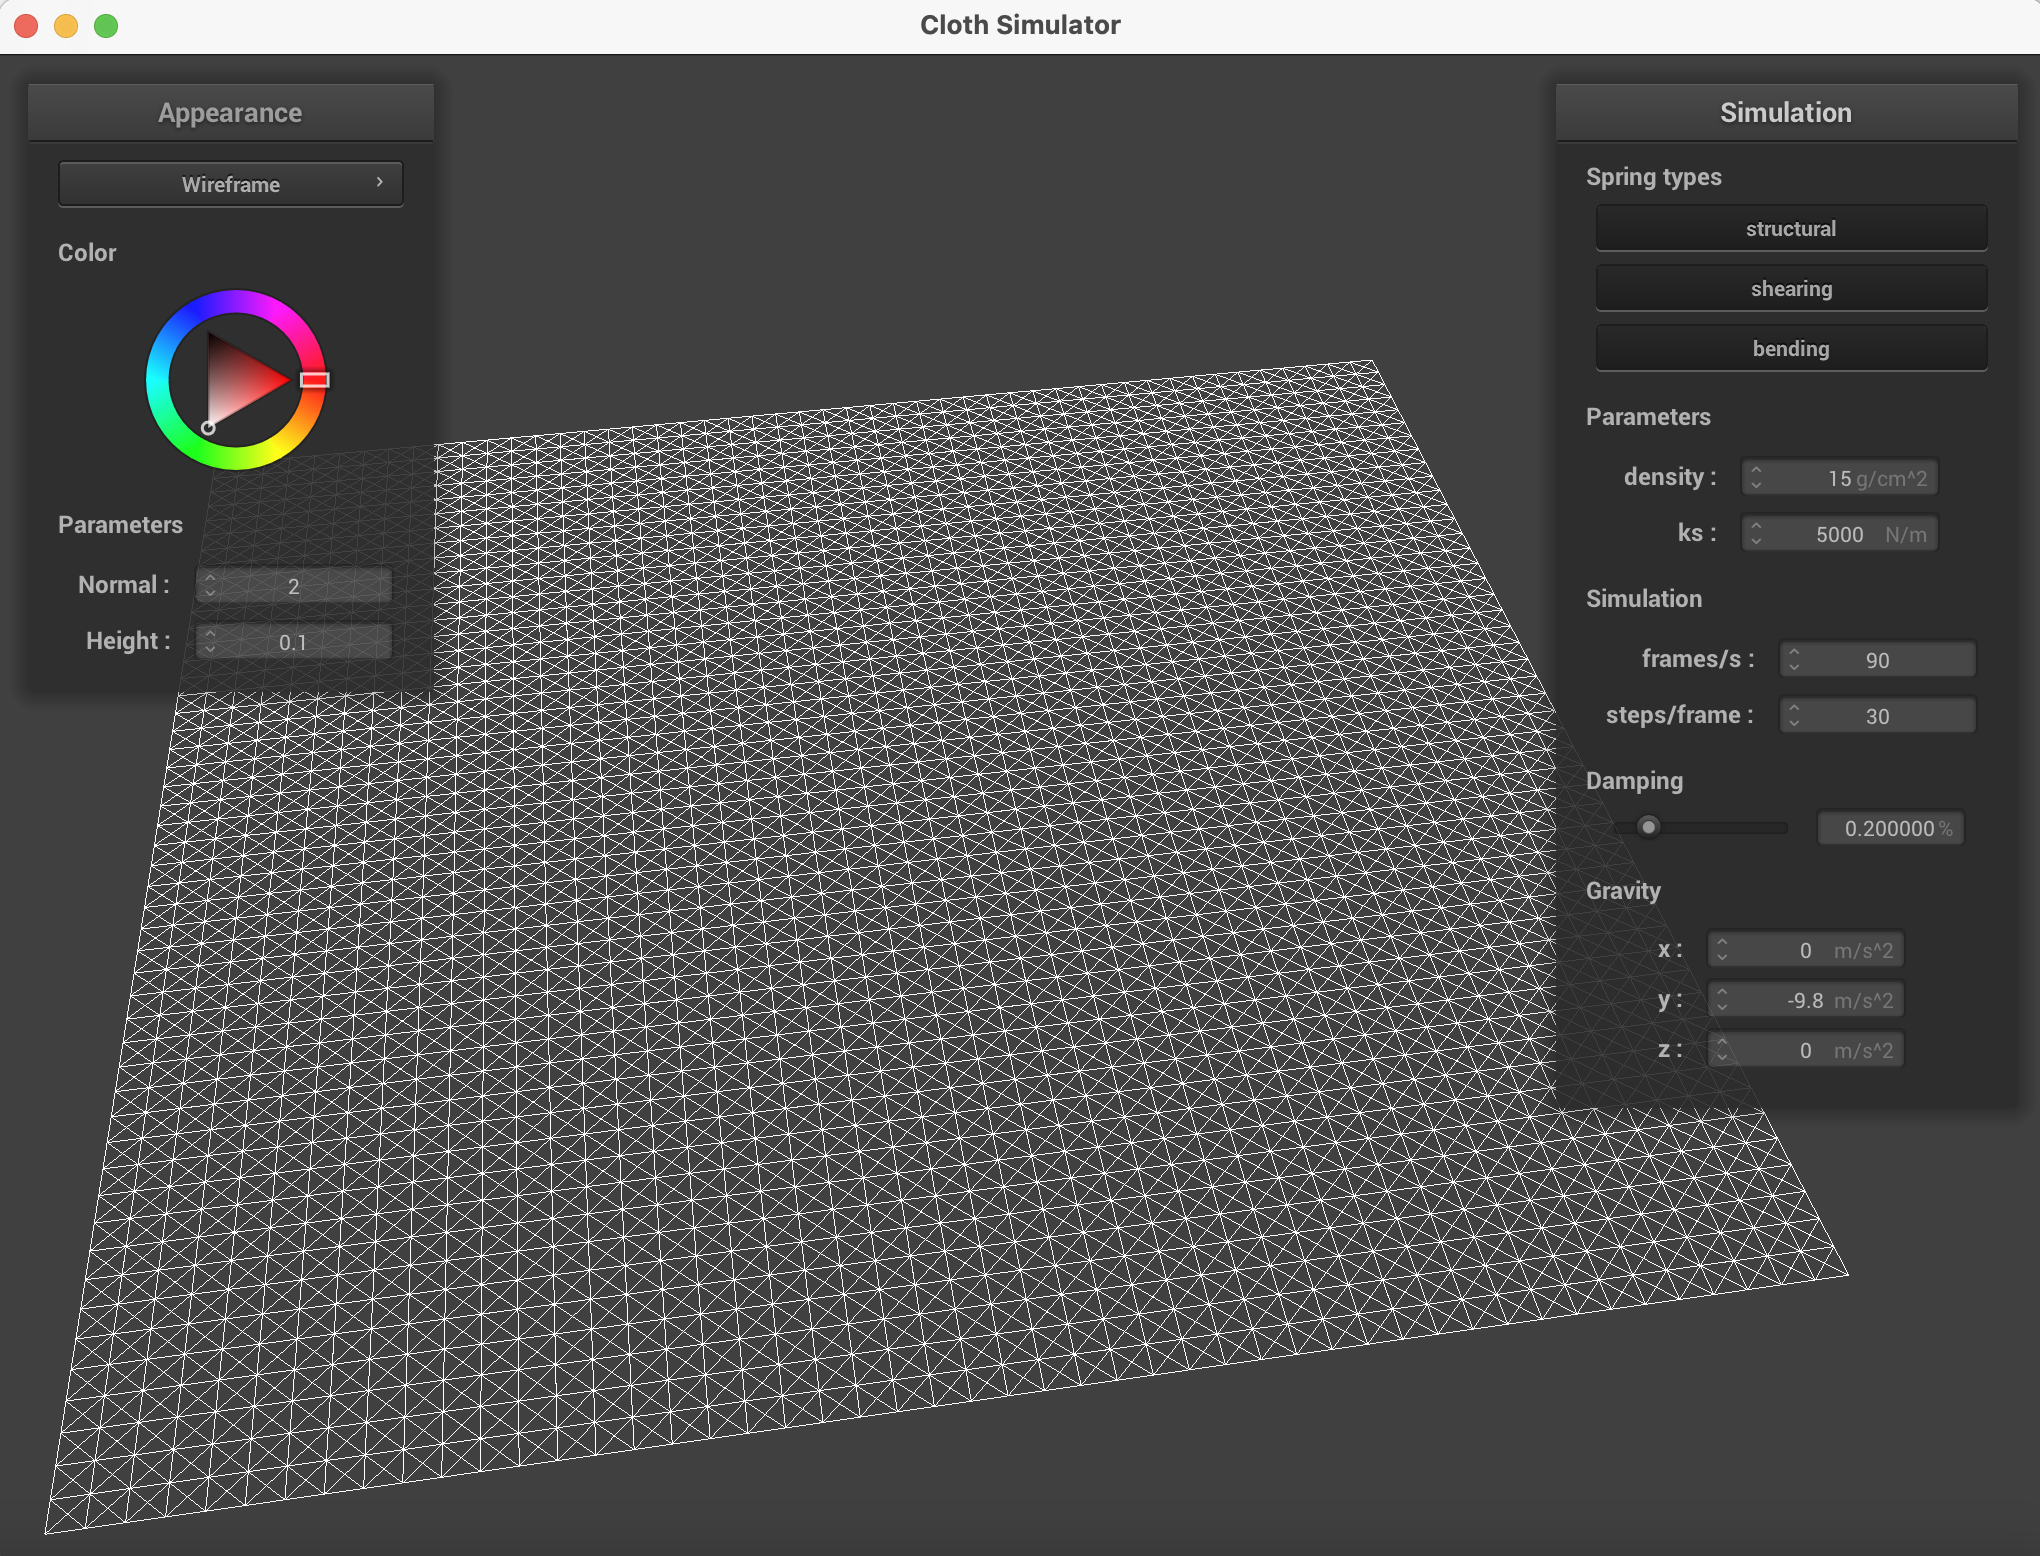 Cloth Simulator
Appearance
Wireframe
Color
Parameters
Normal : 2
Height : 0.1
Simulation
Spring types
structural
shearing
bending
Parameters
density : 15 g/cm^2
ks : 5000 N/m
Simulation
frames/s : 90
steps/frame : 30
Damping
0.200000 %
Gravity
x : 0 m/s^2
y : -9.8 m/s^2
z : 0 m/s^2